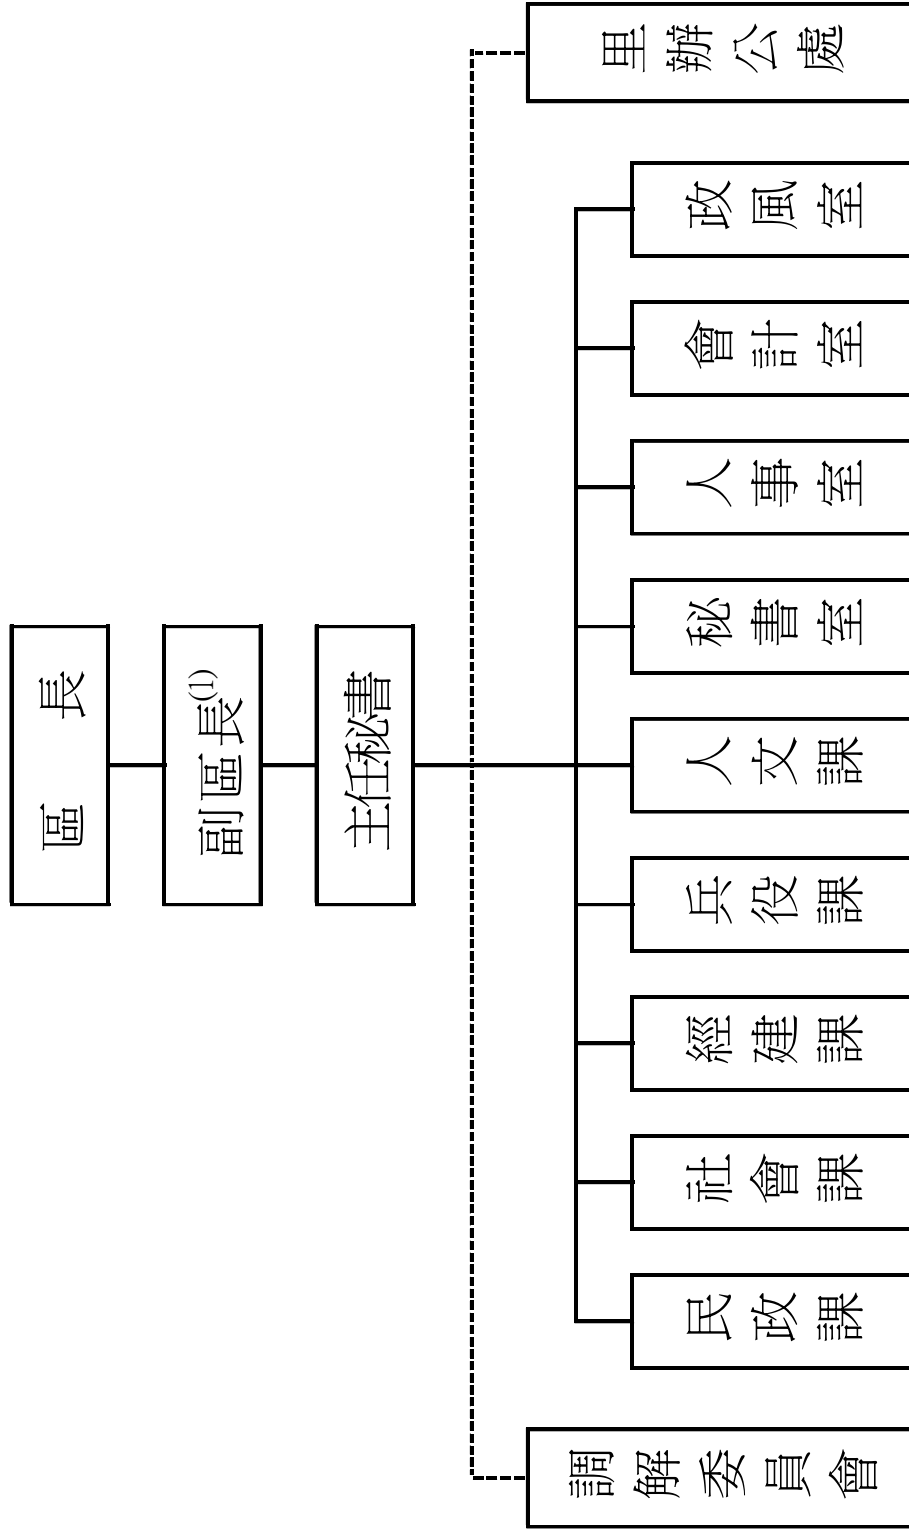 區長
副區長(1)
主任秘書
調解委員會
民政課
社會課
經建課
兵役課
人文課
秘書室
人事室
會計室
政風室
里辦公處